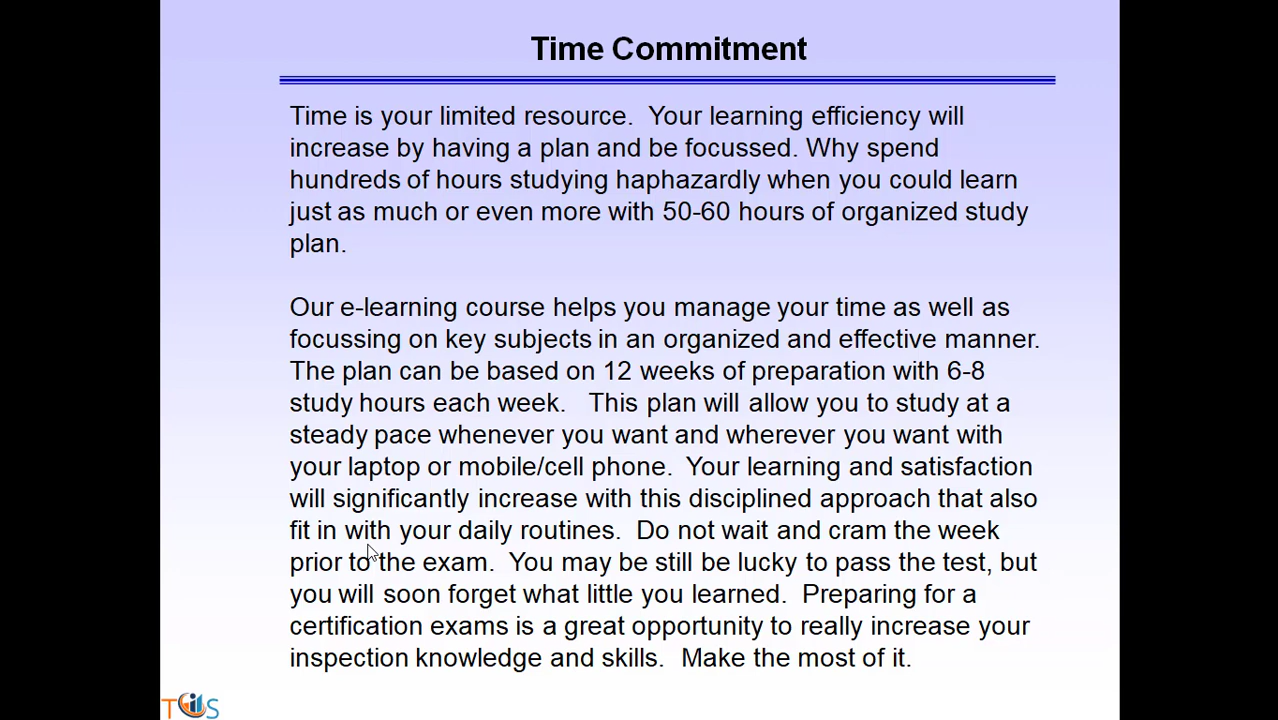 Time Commitment
Time is your limited resource.  Your learning efficiency will
increase by having a plan and be focussed. Why spend
hundreds of hours studying haphazardly when you could learn
just as much or even more with 50-60 hours of organized study
plan.
Our e-learning course helps you manage your time as well as
focussing on key subjects in an organized and effective manner.
The plan can be based on 12 weeks of preparation with 6-8
study hours each week.   This plan will allow you to study at a
steady pace whenever you want and wherever you want with
your laptop or mobile/cell phone.  Your learning and satisfaction
will significantly increase with this disciplined approach that also
fit in with your daily routines.  Do not wait and cram the week
prior to the exam.  You may be still be lucky to pass the test, but
you will soon forget what little you learned.  Preparing for a
certification exams is a great opportunity to really increase your
inspection knowledge and skills.  Make the most of it.